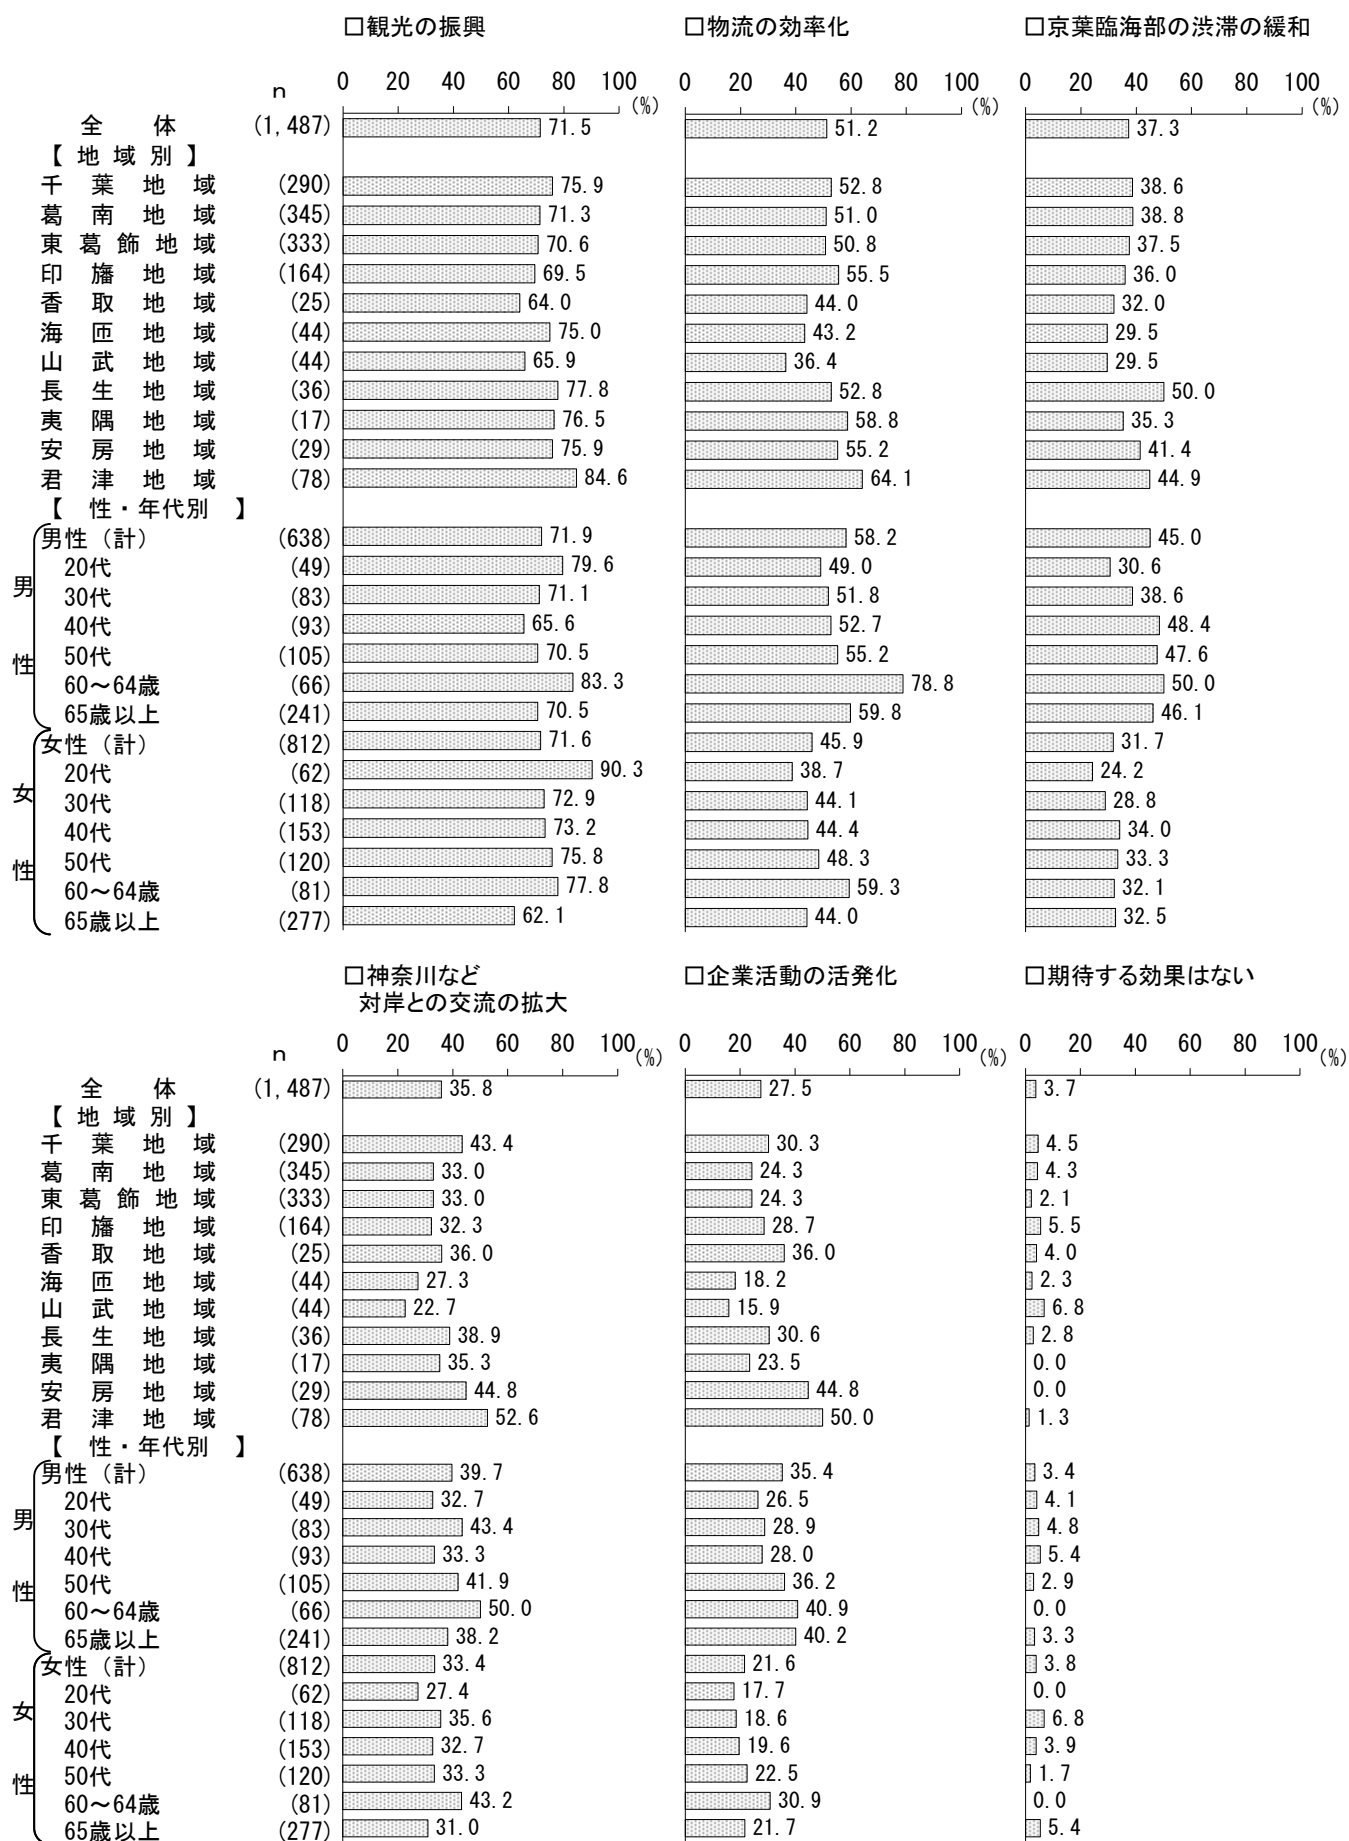 □観光の振興 □物流の効率化 □京葉臨海部の渋滞の緩和
n 0 20 40 60 80 100(%) 0 20 40 60 80 100(%) 0 20 40 60 80 100(%)
全体 (1,487) 71.5 51.2 37.3
【地域別】
千葉地域 (290) 75.9 52.8 38.6
葛南地域 (345) 71.3 51.0 38.8
東葛飾地域 (333) 70.6 50.8 37.5
印旛地域 (164) 69.5 55.5 36.0
香取地域 (25) 64.0 44.0 32.0
海匝地域 (44) 75.0 43.2 29.5
山武地域 (44) 65.9 36.4 29.5
長生地域 (36) 77.8 52.8 50.0
夷隅地域 (17) 76.5 58.8 35.3
安房地域 (29) 75.9 55.2 41.4
君津地域 (78) 84.6 64.1 44.9
【性・年代別】
男性
男性（計） (638) 71.9 58.2 45.0
20代 (49) 79.6 49.0 30.6
30代 (83) 71.1 51.8 38.6
40代 (93) 65.6 52.7 48.4
50代 (105) 70.5 55.2 47.6
60～64歳 (66) 83.3 78.8 50.0
65歳以上 (241) 70.5 59.8 46.1
女性
女性（計） (812) 71.6 45.9 31.7
20代 (62) 90.3 38.7 24.2
30代 (118) 72.9 44.1 28.8
40代 (153) 73.2 44.4 34.0
50代 (120) 75.8 48.3 33.3
60～64歳 (81) 77.8 59.3 32.1
65歳以上 (277) 62.1 44.0 32.5
□神奈川など □企業活動の活発化 □期待する効果はない
対岸との交流の拡大
n 0 20 40 60 80 100(%) 0 20 40 60 80 100(%) 0 20 40 60 80 100(%)
全体 (1,487) 35.8 27.5 3.7
【地域別】
千葉地域 (290) 43.4 30.3 4.5
葛南地域 (345) 33.0 24.3 4.3
東葛飾地域 (333) 33.0 24.3 2.1
印旛地域 (164) 32.3 28.7 5.5
香取地域 (25) 36.0 36.0 4.0
海匝地域 (44) 27.3 18.2 2.3
山武地域 (44) 22.7 15.9 6.8
長生地域 (36) 38.9 30.6 2.8
夷隅地域 (17) 35.3 23.5 0.0
安房地域 (29) 44.8 44.8 0.0
君津地域 (78) 52.6 50.0 1.3
【性・年代別】
男性
男性（計） (638) 39.7 35.4 3.4
20代 (49) 32.7 26.5 4.1
30代 (83) 43.4 28.9 4.8
40代 (93) 33.3 28.0 5.4
50代 (105) 41.9 36.2 2.9
60～64歳 (66) 50.0 40.9 0.0
65歳以上 (241) 38.2 40.2 3.3
女性
女性（計） (812) 33.4 21.6 3.8
20代 (62) 27.4 17.7 0.0
30代 (118) 35.6 18.6 6.8
40代 (153) 32.7 19.6 3.9
50代 (120) 33.3 22.5 1.7
60～64歳 (81) 43.2 30.9 0.0
65歳以上 (277) 31.0 21.7 5.4